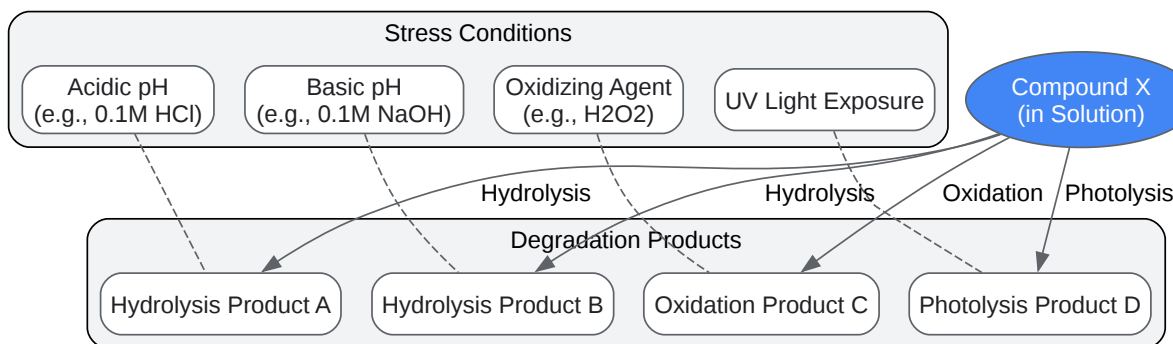 Stress Conditions
Acidic pH
(e.g., 0.1M HCl)
Basic pH
(e.g., 0.1M NaOH)
Oxidizing Agent
(e.g., H2O2)
UV Light Exposure
Compound X
(in Solution)
Hydrolysis
Hydrolysis
Oxidation
Photolysis
Degradation Products
Hydrolysis Product A
Hydrolysis Product B
Oxidation Product C
Photolysis Product D